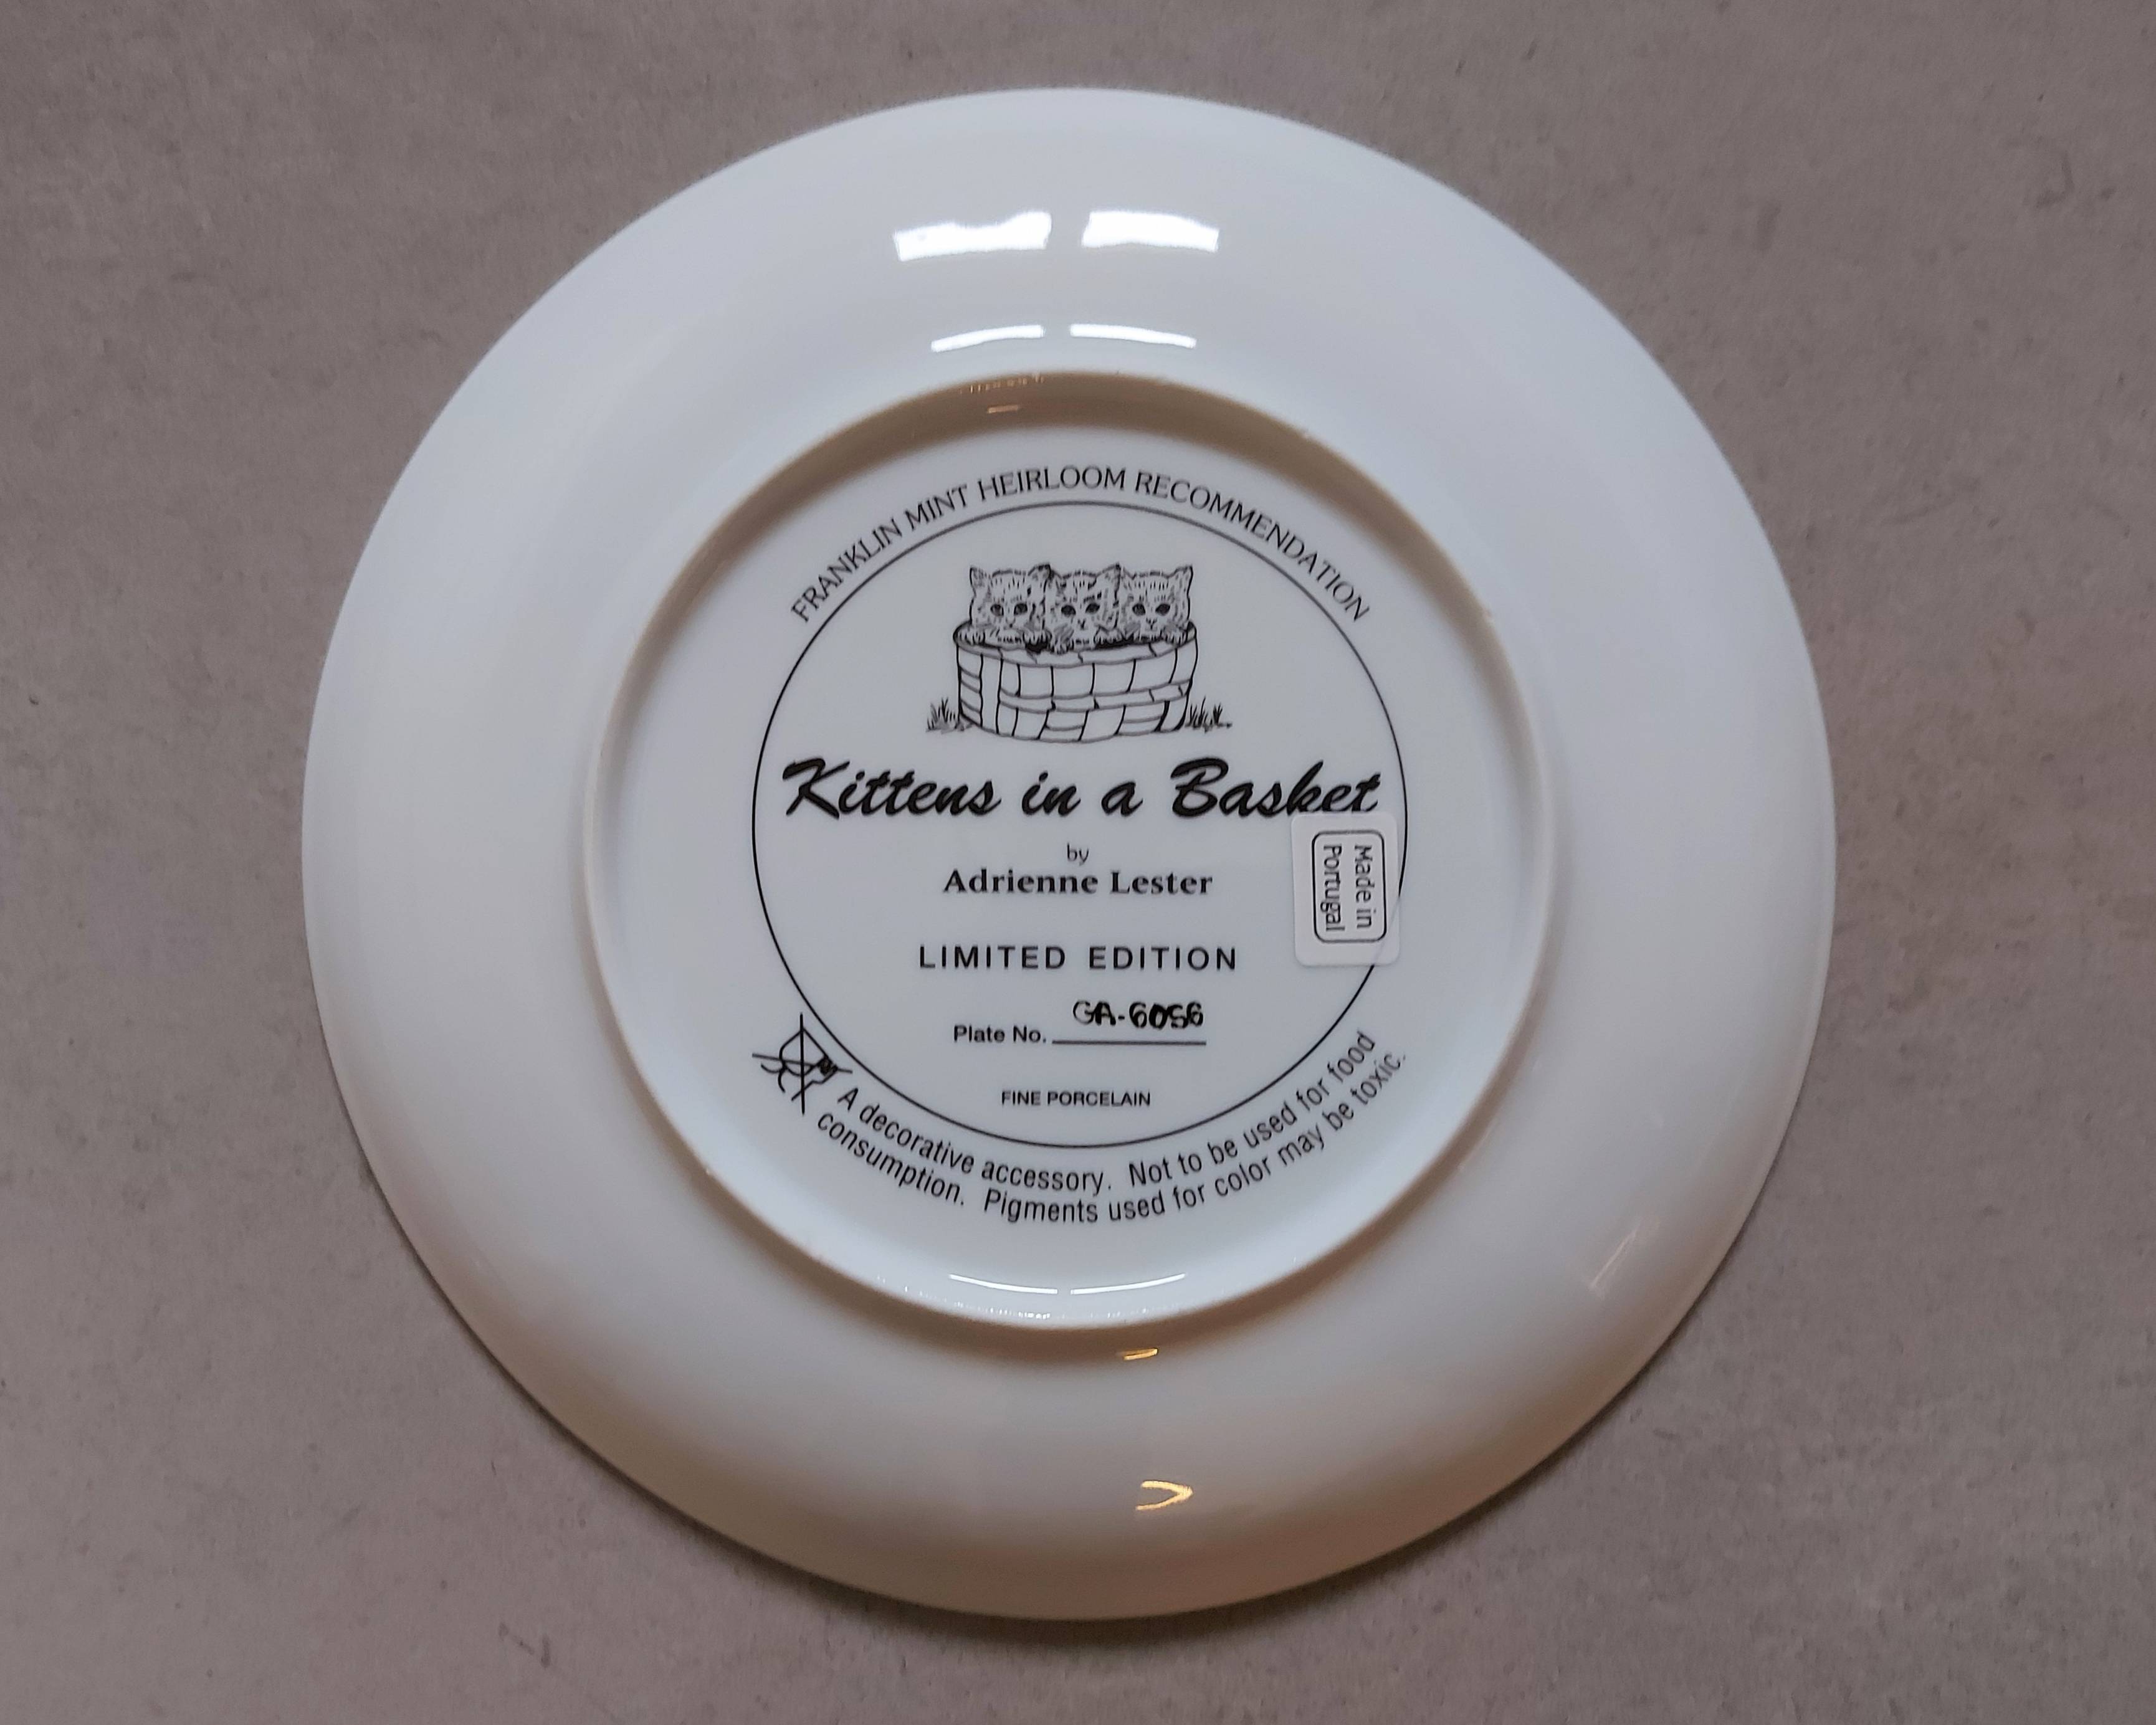 FRANKLIN MINT HEIRLOOM RECOMMENDATION
Kittens in a Basket
by
Adrienne Lester
LIMITED EDITION
Plate No. GA-6056
FINE PORCELAIN
A decorative accessory. Not to be used for food
consumption. Pigments used for color may be toxic.
Made in
Portugal